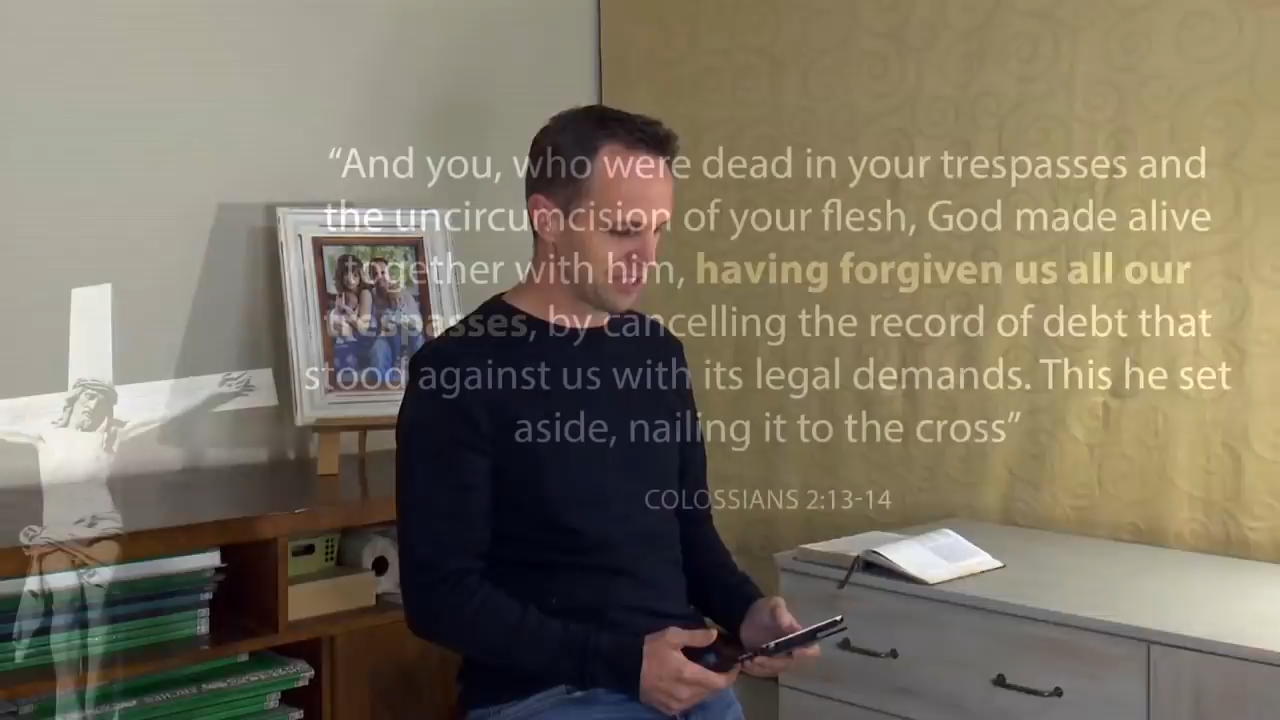 “And you, who were dead in your trespasses and
the uncircumcision of your flesh, God made alive
together with him, having forgiven us all our
trespasses, by cancelling the record of debt that
stood against us with its legal demands. This he set
aside, nailing it to the cross”
COLOSSIANS 2:13-14